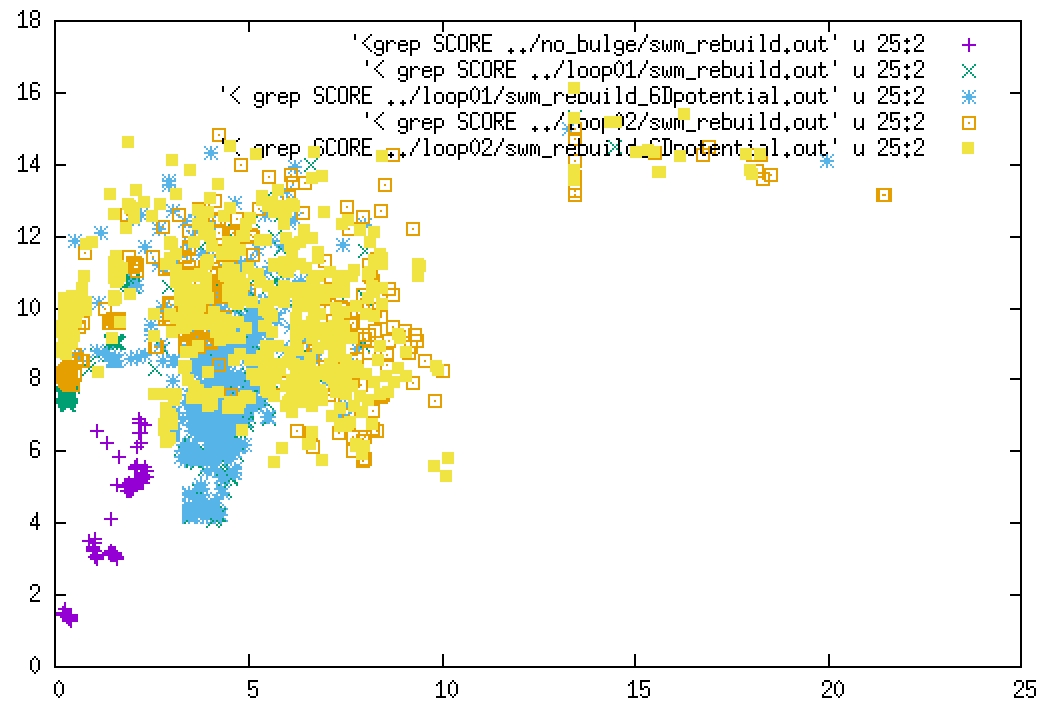 18
16
14
12
10
8
6
4
2
0
'<grep SCORE ../no_bulge/swm_rebuild.out' u 25:2
'< grep SCORE ../loop01/swm_rebuild.out' u 25:2
'< grep SCORE ../loop01/swm_rebuild_6Dpotential.out' u 25:2
'< grep SCORE ../loop02/swm_rebuild.out' u 25:2
'< grep SCORE ../loop02/swm_rebuild_6Dpotential.out' u 25:2
0 5 10 15 20 25